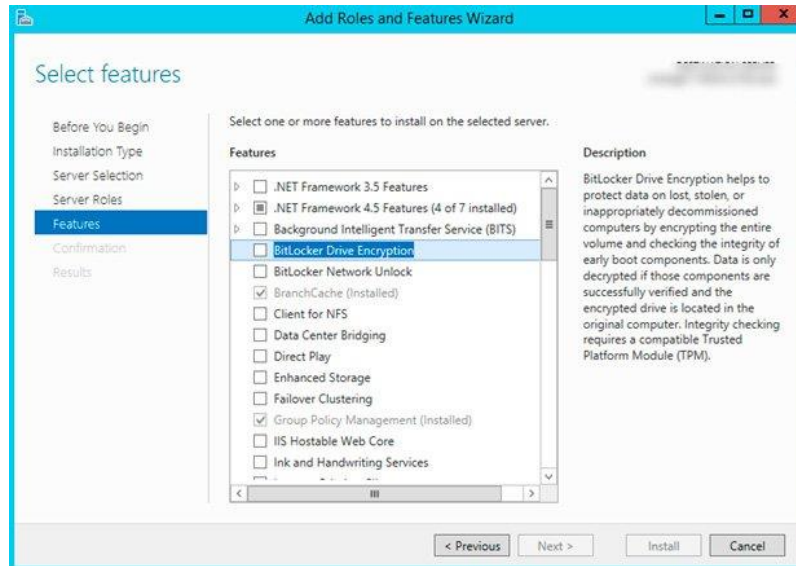 Add Roles and Features Wizard
Select features
Before You Begin
Installation Type
Server Selection
Server Roles
Features
Confirmation
Results
Select one or more features to install on the selected server.
Features
.NET Framework 3.5 Features
.NET Framework 4.5 Features (4 of 7 installed)
Background Intelligent Transfer Service (BITS)
BitLocker Drive Encryption
BitLocker Network Unlock
BranchCache (Installed)
Client for NFS
Data Center Bridging
Direct Play
Enhanced Storage
Failover Clustering
Group Policy Management (Installed)
IIS Hostable Web Core
Ink and Handwriting Services
Description
BitLocker Drive Encryption helps to
protect data on lost, stolen, or
inappropriately decommissioned
computers by encrypting the entire
volume and checking the integrity of
early boot components. Data is only
decrypted if those components are
successfully verified and the
encrypted drive is located in the
original computer. Integrity checking
requires a compatible Trusted
Platform Module (TPM).
< Previous
Next >
Install
Cancel